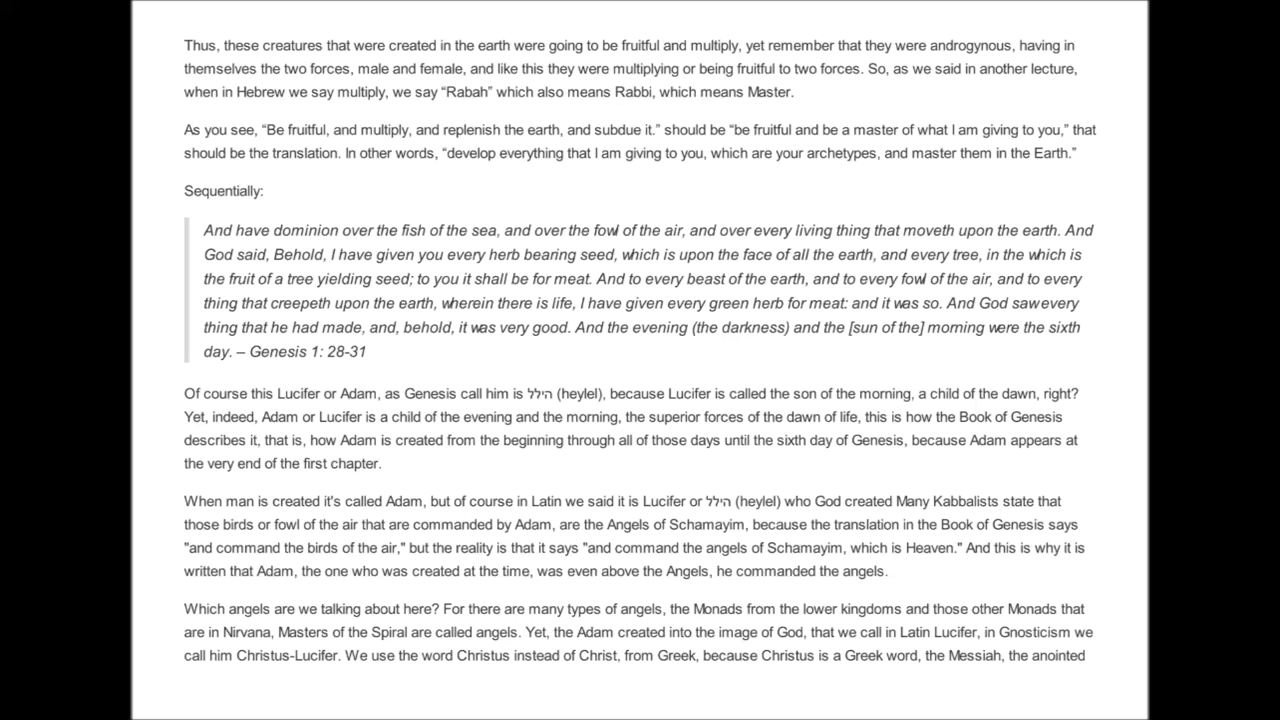 Thus, these creatures that were created in the earth were going to be fruitful and multiply, yet remember that they were androgynous, having in
themselves the two forces, male and female, and like this they were multiplying or being fruitful to two forces. So, as we said in another lecture,
when in Hebrew we say multiply, we say “Rabah” which also means Rabbi, which means Master.
As you see, “Be fruitful, and multiply, and replenish the earth, and subdue it.” should be “be fruitful and be a master of what I am giving to you,” that
should be the translation. In other words, “develop everything that I am giving to you, which are your archetypes, and master them in the Earth.”
Sequentially:
And have dominion over the fish of the sea, and over the fowl of the air, and over every living thing that moveth upon the earth. And
God said, Behold, I have given you every herb bearing seed, which is upon the face of all the earth, and every tree, in the which is
the fruit of a tree yielding seed; to you it shall be for meat. And to every beast of the earth, and to every fowl of the air, and to every
thing that creepeth upon the earth, wherein there is life, I have given every green herb for meat: and it was so. And God saw every
thing that he had made, and, behold, it was very good. And the evening (the darkness) and the [sun of the] morning were the sixth
day. – Genesis 1: 28-31
Of course this Lucifer or Adam, as Genesis call him is הילל (heylel), because Lucifer is called the son of the morning, a child of the dawn, right?
Yet, indeed, Adam or Lucifer is a child of the evening and the morning, the superior forces of the dawn of life, this is how the Book of Genesis
describes it, that is, how Adam is created from the beginning through all of those days until the sixth day of Genesis, because Adam appears at
the very end of the first chapter.
When man is created it's called Adam, but of course in Latin we said it is Lucifer or הילל (heylel) who God created Many Kabbalists state that
those birds or fowl of the air that are commanded by Adam, are the Angels of Schamayim, because the translation in the Book of Genesis says
"and command the birds of the air," but the reality is that it says "and command the angels of Schamayim, which is Heaven." And this is why it is
written that Adam, the one who was created at the time, was even above the Angels, he commanded the angels.
Which angels are we talking about here? For there are many types of angels, the Monads from the lower kingdoms and those other Monads that
are in Nirvana, Masters of the Spiral are called angels. Yet, the Adam created into the image of God, that we call in Latin Lucifer, in Gnosticism we
call him Christus-Lucifer. We use the word Christus instead of Christ, from Greek, because Christus is a Greek word, the Messiah, the anointed